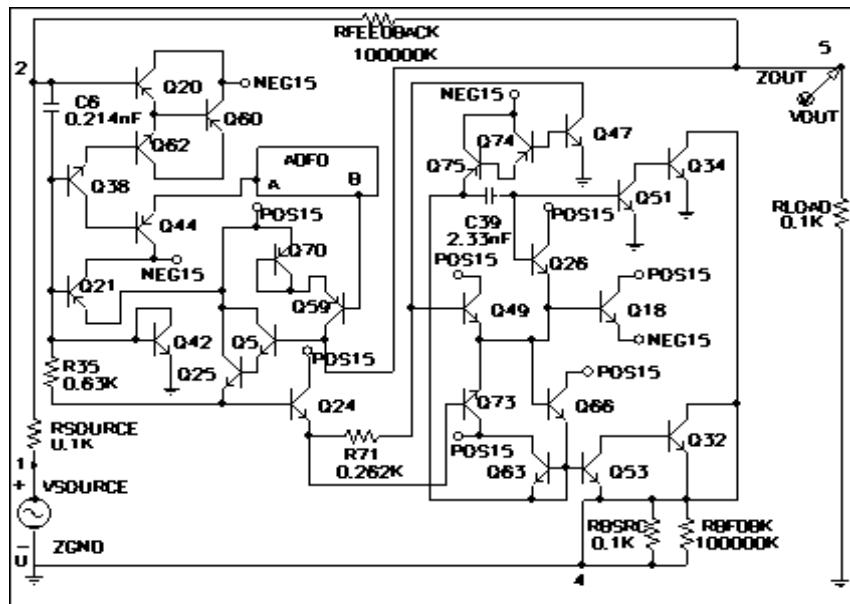 RFEEDBACK
100000K
5
2
Q20
NEG15
ZOUT
C6
0.214nF
Q60
NEG15
VOUT
Q62
ADF0
Q74
Q47
Q75
Q34
Q38
A
B
Q44
POS15
C39
2.33nF
POS15
Q51
RLOAD
0.1K
Q70
NEG15
Q21
POS15
Q26
POS15
Q59
Q49
Q18
Q42
Q5
NEG15
R35
0.63K
POS15
Q25
POS15
Q24
Q73
Q66
RSOURCE
0.1K
R71
0.262K
POS15
Q32
Q63
Q53
1
+
VSOURCE
RBSRC
0.1K
RBFDBK
100000K
ZGND
U
4